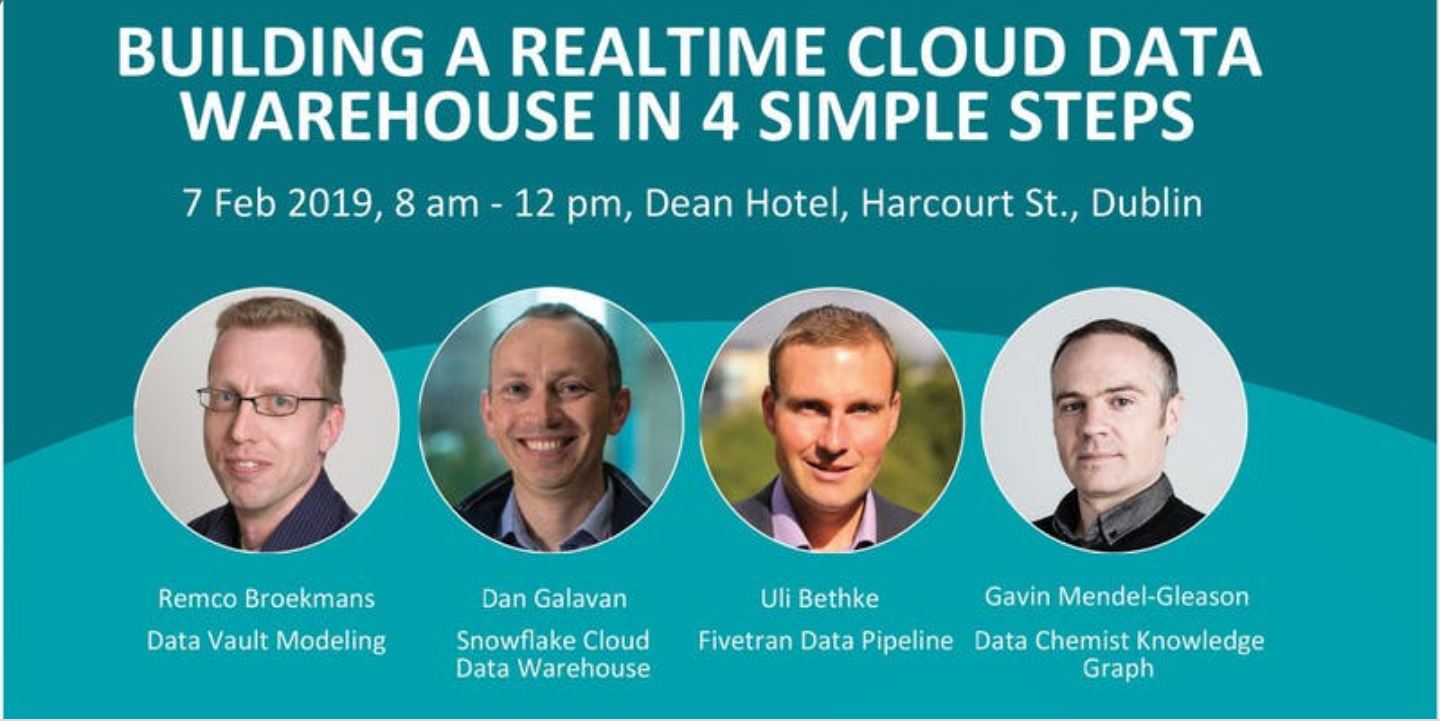 BUILDING A REALTIME CLOUD DATA
WAREHOUSE IN 4 SIMPLE STEPS
7 Feb 2019, 8 am - 12 pm, Dean Hotel, Harcourt St., Dublin
Remco Broekmans
Data Vault Modeling
Dan Galavan
Snowflake Cloud
Data Warehouse
Uli Bethke
Fivetran Data Pipeline
Gavin Mendel-Gleason
Data Chemist Knowledge
Graph